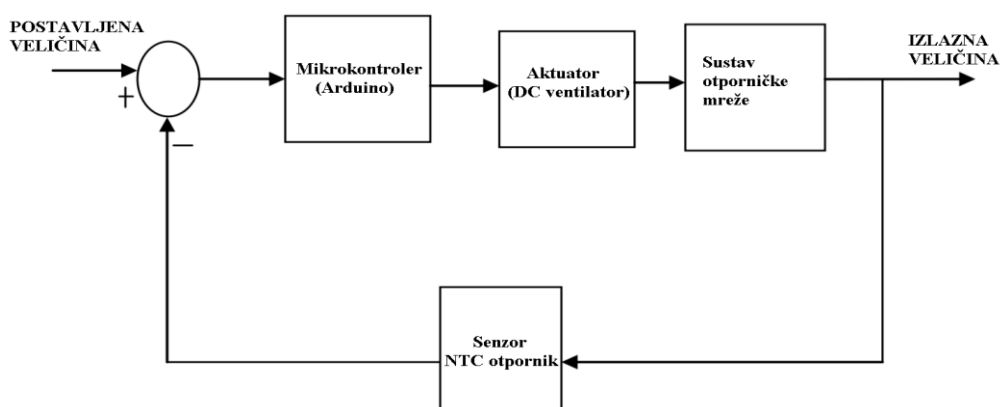 POSTAVLJENA
VELIČINA
+
−
Mikrokontroler
(Arduino)
Aktuator
(DC ventilator)
Sustav
otporničke
mreže
IZLAZNA
VELIČINA
Senzor
NTC otpornik